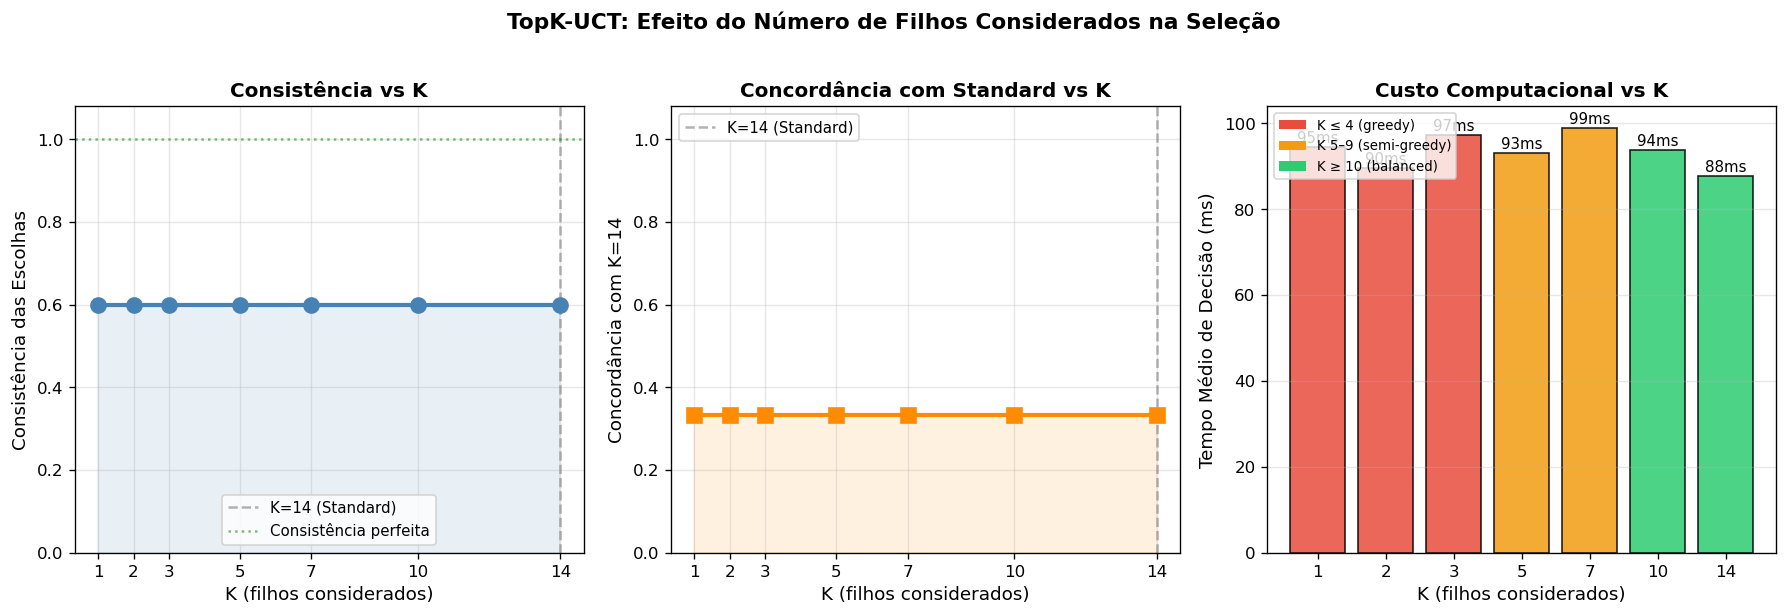 TopK-UCT: Efeito do Número de Filhos Considerados na Seleção
Consistência vs K
Consistência das Escolhas
1.0
0.8
0.6
0.4
0.2
0.0
K=14 (Standard)
Consistência perfeita
1 2 3 5 7 10 14
K (filhos considerados)
Concordância com Standard vs K
Concordância com K=14
K=14 (Standard)
1.0
0.8
0.6
0.4
0.2
0.0
1 2 3 5 7 10 14
K (filhos considerados)
Custo Computacional vs K
Tempo Médio de Decisão (ms)
100
80
60
40
20
0
K ≤ 4 (greedy)
K 5–9 (semi-greedy)
K ≥ 10 (balanced)
95ms
90ms
97ms
93ms
99ms
94ms
88ms
1 2 3 5 7 10 14
K (filhos considerados)